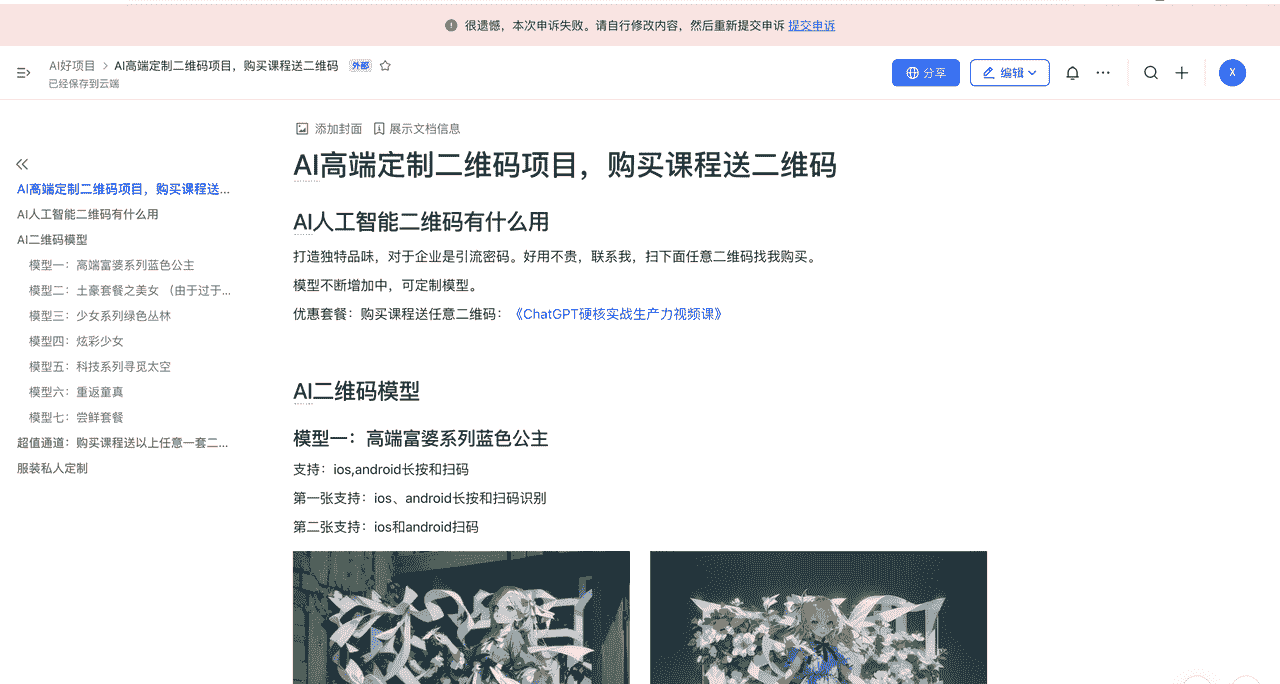 很遗憾，本次申诉失败。请自行修改内容，然后重新提交申诉 提交申诉
AI好项目 > AI高端定制二维码项目，购买课程送二维码 外部
已经保存到云端
分享
编辑
X
添加封面 展示文档信息
AI高端定制二维码项目，购买课程送...
AI人工智能二维码有什么用
AI二维码模型
模型一：高端富婆系列蓝色公主
模型二：土豪套餐之美女 （由于过于...
模型三：少女系列绿色丛林
模型四：炫彩少女
模型五：科技系列寻觅太空
模型六：重返童真
模型七：尝鲜套餐
超值通道：购买课程送以上任意一套二...
服装私人定制
AI高端定制二维码项目，购买课程送二维码
AI人工智能二维码有什么用
打造独特品味，对于企业是引流密码。好用不贵，联系我，扫下面任意二维码找我购买。
模型不断增加中，可定制模型。
优惠套餐：购买课程送任意二维码：《ChatGPT硬核实战生产力视频课》
AI二维码模型
模型一：高端富婆系列蓝色公主
支持：ios,android长按和扫码
第一张支持：ios、android长按和扫码识别
第二张支持：ios和android扫码